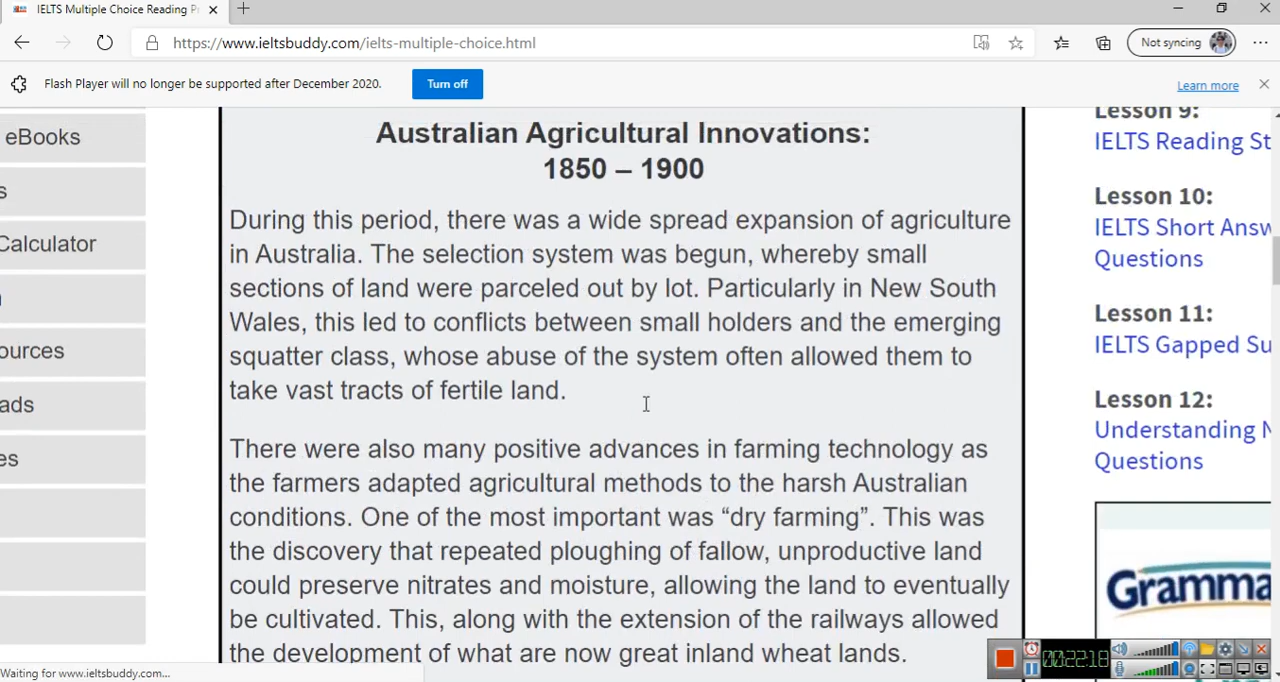 IELTS Multiple Choice Reading Pr
https://www.ieltsbuddy.com/ielts-multiple-choice.html
Not syncing
Flash Player will no longer be supported after December 2020.
Turn off
Learn more
eBooks
s
Calculator
ources
ads
es
Australian Agricultural Innovations:
1850 – 1900
During this period, there was a wide spread expansion of agriculture
in Australia. The selection system was begun, whereby small
sections of land were parceled out by lot. Particularly in New South
Wales, this led to conflicts between small holders and the emerging
squatter class, whose abuse of the system often allowed them to
take vast tracts of fertile land.
There were also many positive advances in farming technology as
the farmers adapted agricultural methods to the harsh Australian
conditions. One of the most important was “dry farming”. This was
the discovery that repeated ploughing of fallow, unproductive land
could preserve nitrates and moisture, allowing the land to eventually
be cultivated. This, along with the extension of the railways allowed
the development of what are now great inland wheat lands.
Lesson 9:
IELTS Reading St
Lesson 10:
IELTS Short Answ
Questions
Lesson 11:
IELTS Gapped Su
Lesson 12:
Understanding N
Questions
Gramma
Waiting for www.ieltsbuddy.com...
00:22:18